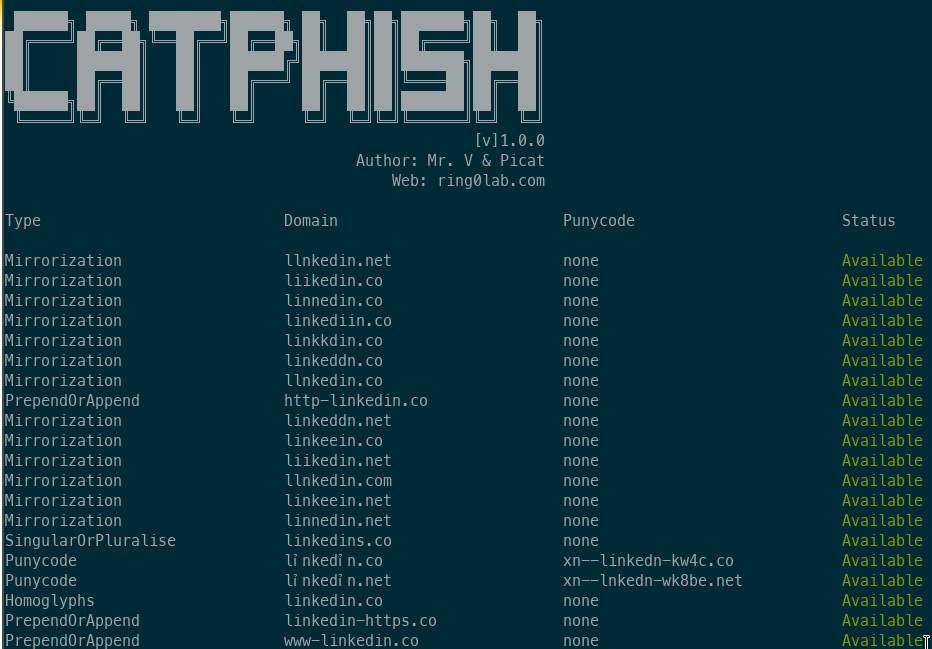 CATPHISH
[v]1.0.0
Author: Mr. V & Picat
Web: ring0lab.com
Type Domain Punycode Status
Mirrorization llnkedin.net none Available
Mirrorization liikedin.co none Available
Mirrorization linnedin.co none Available
Mirrorization linkediin.co none Available
Mirrorization linkkdin.co none Available
Mirrorization linkeddn.co none Available
Mirrorization llnkedin.co none Available
PrependOrAppend http-linkedin.co none Available
Mirrorization linkeddn.net none Available
Mirrorization linkeein.co none Available
Mirrorization liikedin.net none Available
Mirrorization llnkedin.com none Available
Mirrorization linkeein.net none Available
Mirrorization linnedin.net none Available
SingularOrPluralise linkedins.co none Available
Punycode lỉnkedỉn.co xn--linkedn-kw4c.co Available
Punycode lỉnkedỉn.net xn--lnkedn-wk8be.net Available
Homoglyphs linkedin.co none Available
PrependOrAppend linkedin-https.co none Available
PrependOrAppend www-linkedin.co none Available